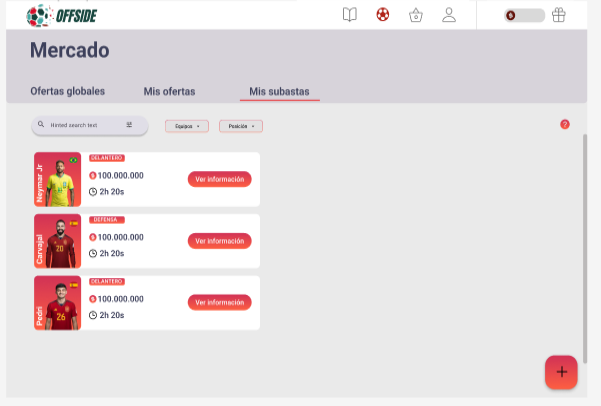 OFFSIDE
Mercado
Ofertas globales
Mis ofertas
Mis subastas
Hinted search text
Equipos
Posición
?
Neymar Jr
DELANTERO
100.000.000
2h 20s
Ver información
Carvajal
20
DEFENSA
100.000.000
2h 20s
Ver información
Pedri
26
DELANTERO
100.000.000
2h 20s
Ver información
+